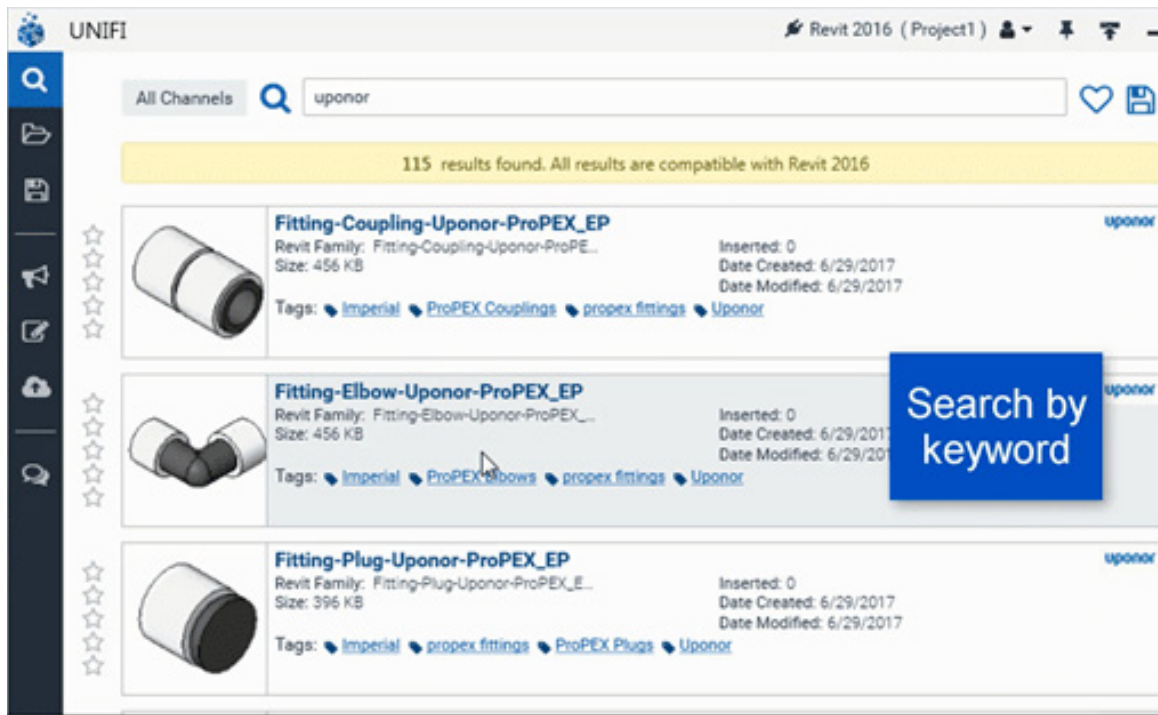 UNIFI
Revit 2016 ( Project1 )
All Channels
uponor
115 results found. All results are compatible with Revit 2016
Fitting-Coupling-Uponor-ProPEX_EP
uponor
Revit Family: Fitting-Coupling-Uponor-ProPE...
Inserted: 0
Size: 456 KB
Date Created: 6/29/2017
Date Modified: 6/29/2017
Tags: Imperial ProPEX Couplings propex fittings Uponor
Fitting-Elbow-Uponor-ProPEX_EP
uponor
Revit Family: Fitting-Elbow-Uponor-ProPEX_...
Inserted: 0
Size: 456 KB
Date Created: 6/29/201
Date Modified: 6/29/20
Tags: Imperial ProPEX Elbows propex fittings Uponor
Search by
keyword
Fitting-Plug-Uponor-ProPEX_EP
uponor
Revit Family: Fitting-Plug-Uponor-ProPEX_E...
Inserted: 0
Size: 396 KB
Date Created: 6/29/2017
Date Modified: 6/29/2017
Tags: Imperial propex fittings ProPEX Plugs Uponor